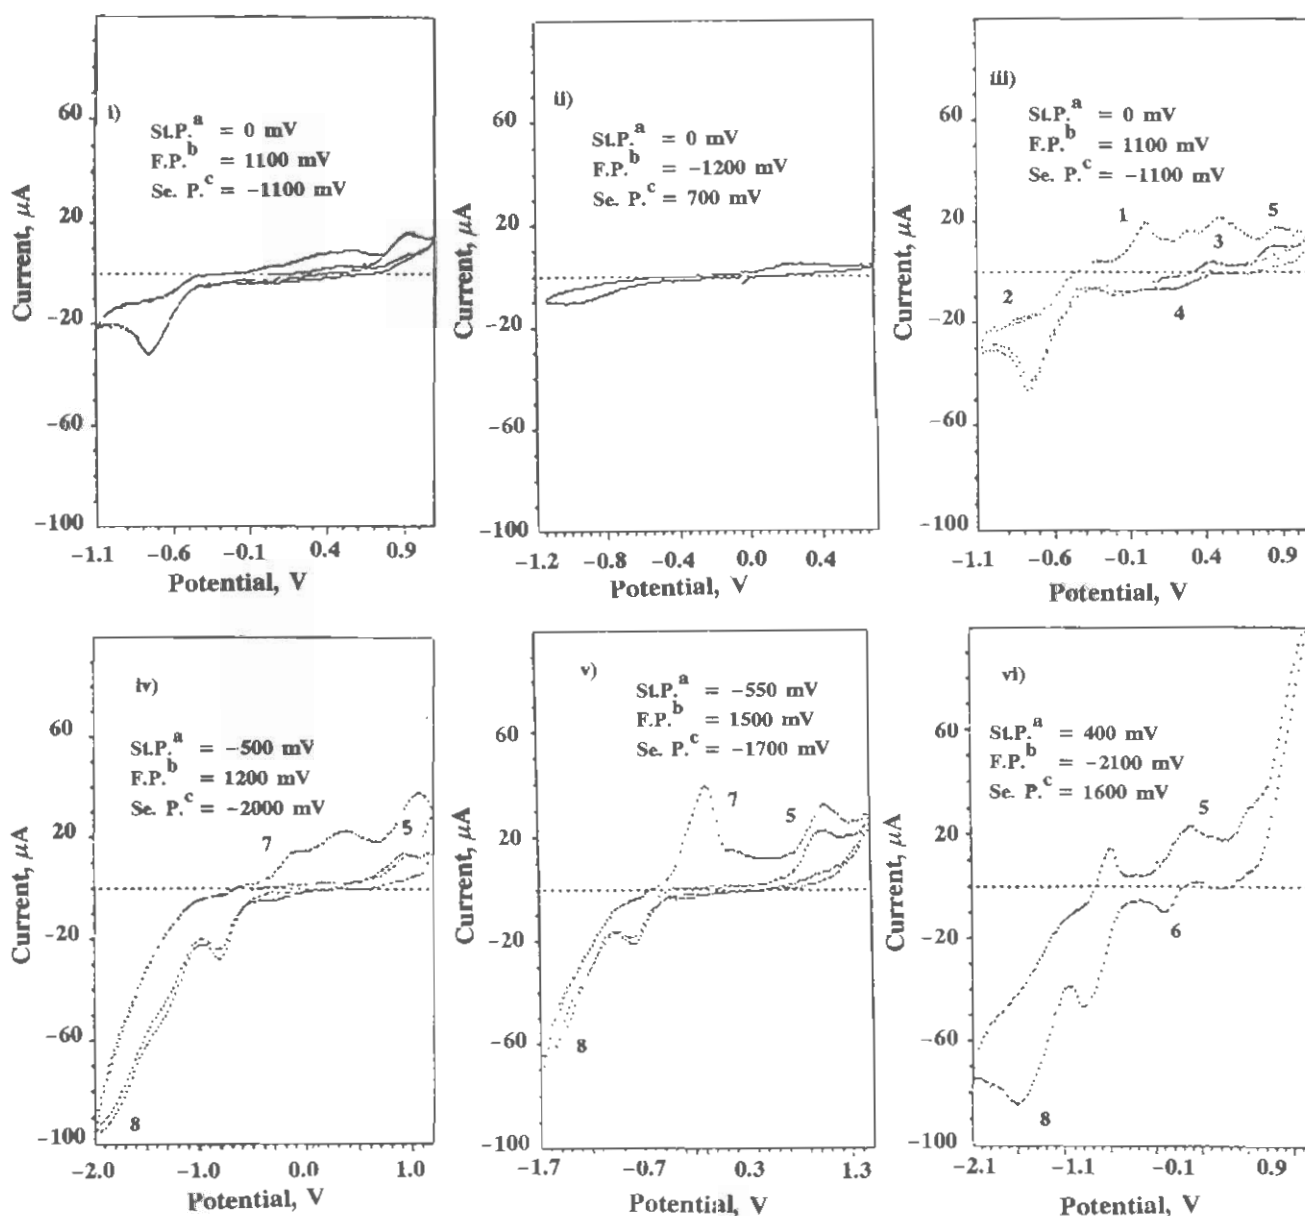 i)
St.P.a = 0 mV
F.P.b = 1100 mV
Se. P.c = -1100 mV
60
20
-20
-60
-100
Current, μA
-1.1 -0.6 -0.1 0.4 0.9
Potential, V
ii)
St.P.a = 0 mV
F.P.b = -1200 mV
Se. P.c = 700 mV
60
20
-20
-60
-100
Current, μA
-1.2 -0.8 0.0 0.4
Potential, V
iii)
St.P.a = 0 mV
F.P.b = 1100 mV
Se. P.c = -1100 mV
1
5
3
2
4
60
20
-20
-60
-100
Current, μA
-1.1 -0.6 -0.1 0.4 0.9
Potential, V
iv)
St.P.a = -500 mV
F.P.b = 1200 mV
Se. P.c = -2000 mV
7
5
8
60
20
-20
-60
-100
Current, μA
-2.0 -1.0 0.0 1.0
Potential, V
v)
St.P.a = -550 mV
F.P.b = 1500 mV
Se. P.c = -1700 mV
7
5
8
60
20
-20
-60
-100
Current, μA
-1.7 -0.7 0.3 1.3
Potential, V
vi)
St.P.a = 400 mV
F.P.b = -2100 mV
Se. P.c = 1600 mV
5
6
8
60
20
-20
-60
-100
Current, μA
-2.1 -1.1 -0.1 0.9
Potential, V